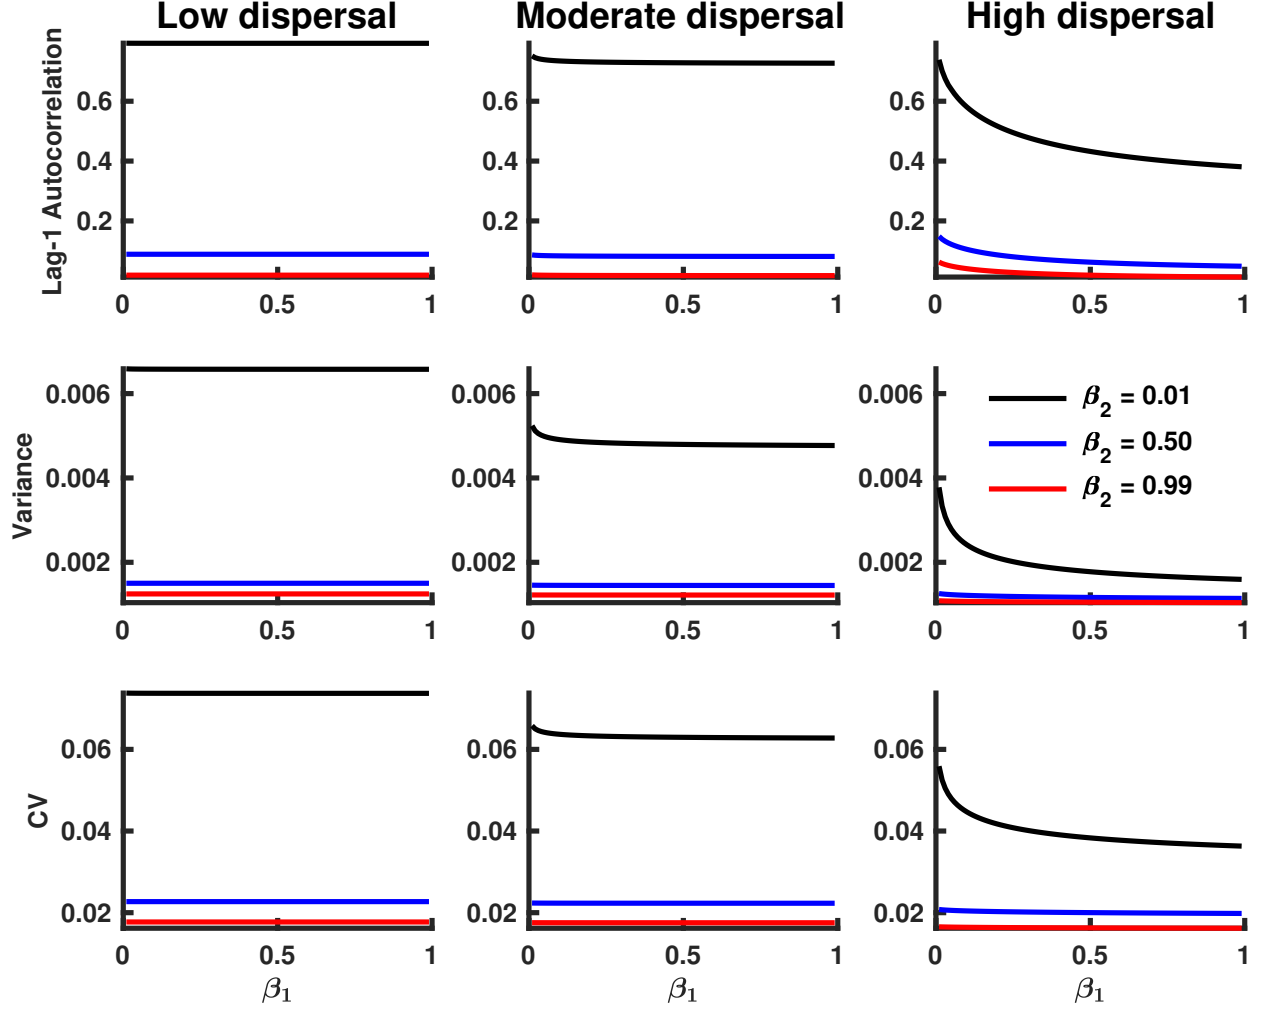 Low dispersal
Moderate dispersal
High dispersal
Lag-1 Autocorrelation
0.6
0.4
0.2
0 0.5 1
0.6
0.4
0.2
0 0.5 1
0.6
0.4
0.2
0 0.5 1
Variance
0.006
0.004
0.002
0 0.5 1
0.006
0.004
0.002
0 0.5 1
0.006
0.004
0.002
0 0.5 1
β₂ = 0.01
β₂ = 0.50
β₂ = 0.99
CV
0.06
0.04
0.02
0 0.5 1
β₁
0.06
0.04
0.02
0 0.5 1
β₁
0.06
0.04
0.02
0 0.5 1
β₁